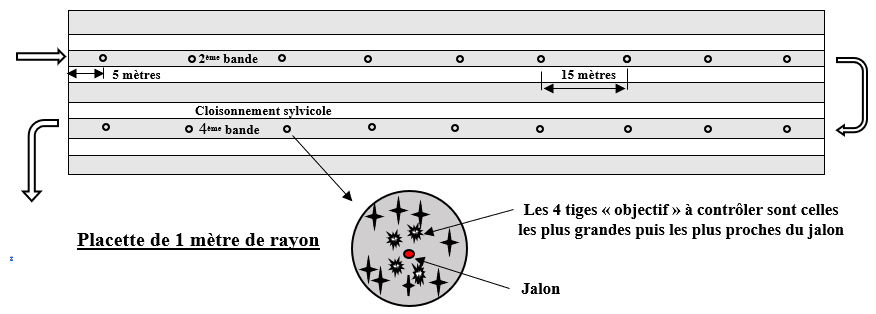 2ème bande
5 mètres
15 mètres
Cloisonnement sylvicole
4ème bande
Placette de 1 mètre de rayon
Les 4 tiges « objectif » à contrôler sont celles
les plus grandes puis les plus proches du jalon
Jalon
z